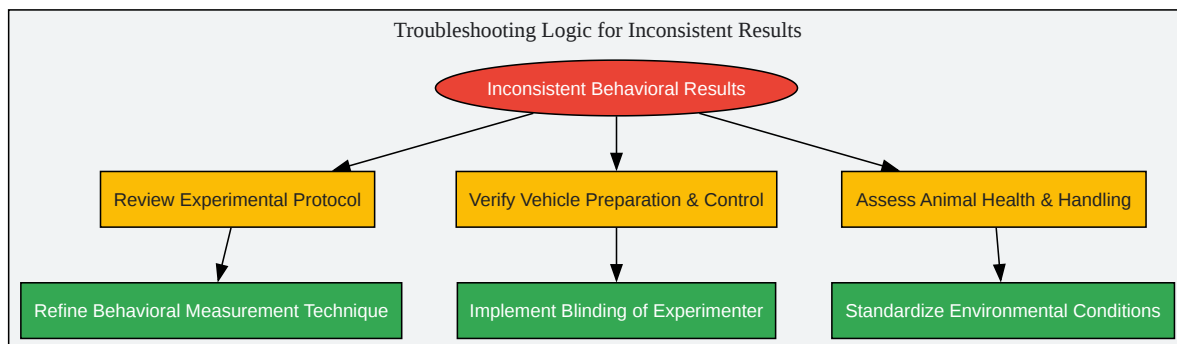 Troubleshooting Logic for Inconsistent Results
Inconsistent Behavioral Results
Review Experimental Protocol
Verify Vehicle Preparation & Control
Assess Animal Health & Handling
Refine Behavioral Measurement Technique
Implement Blinding of Experimenter
Standardize Environmental Conditions